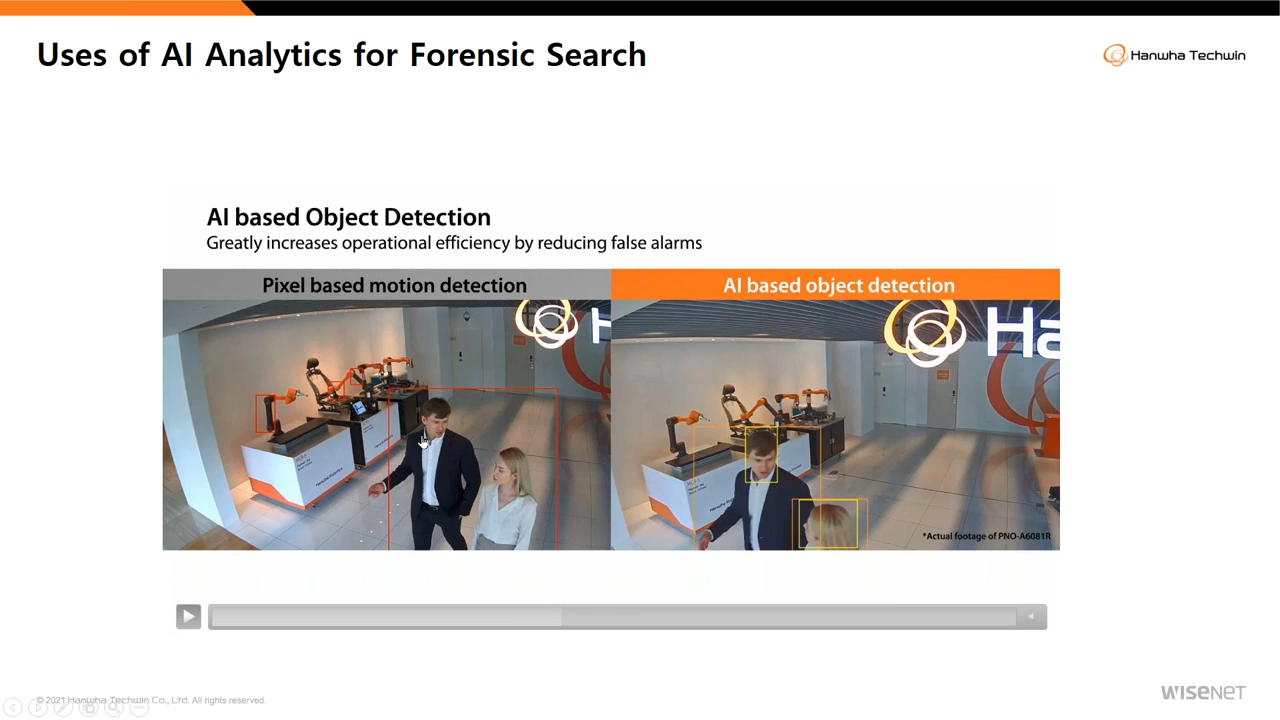 Uses of AI Analytics for Forensic Search
Hanwha Techwin
AI based Object Detection
Greatly increases operational efficiency by reducing false alarms
Pixel based motion detection
AI based object detection
H
Ha
*Actual footage of PNO-A6081R
© 2021 Hanwha Techwin Co., Ltd. All rights reserved.
WISENET